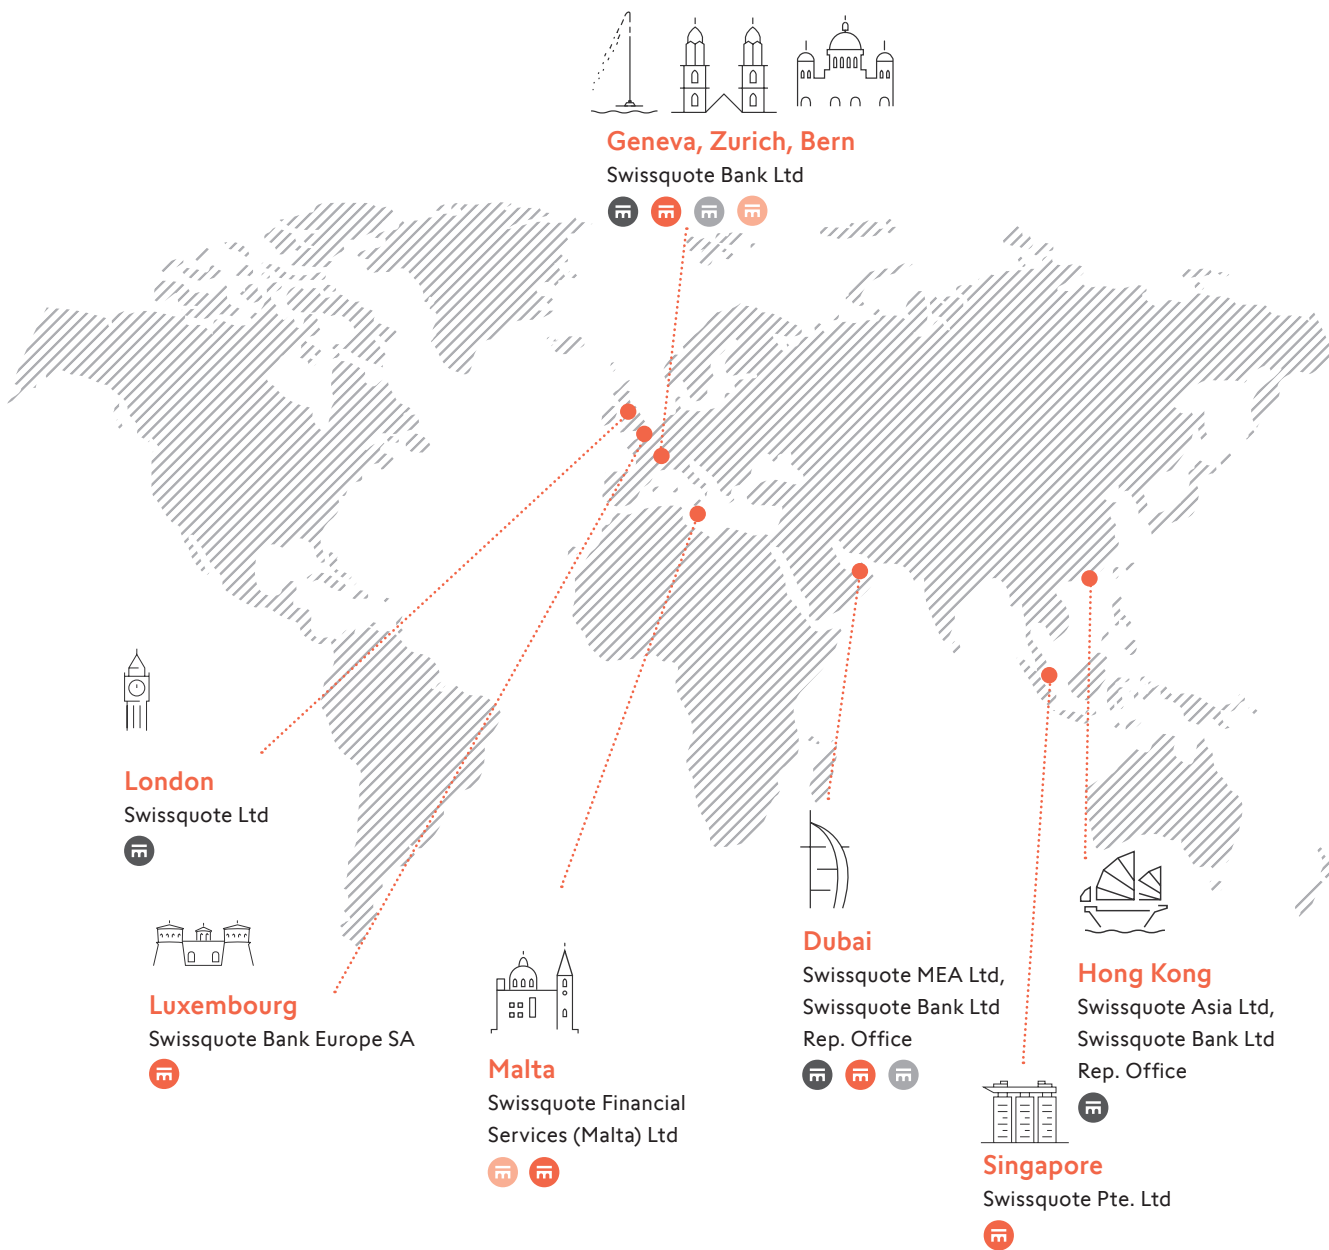 Geneva, Zurich, Bern
Swissquote Bank Ltd
London
Swissquote Ltd
Luxembourg
Swissquote Bank Europe SA
Malta
Swissquote Financial
Services (Malta) Ltd
Dubai
Swissquote MEA Ltd,
Swissquote Bank Ltd
Rep. Office
Hong Kong
Swissquote Asia Ltd,
Swissquote Bank Ltd
Rep. Office
Singapore
Swissquote Pte. Ltd